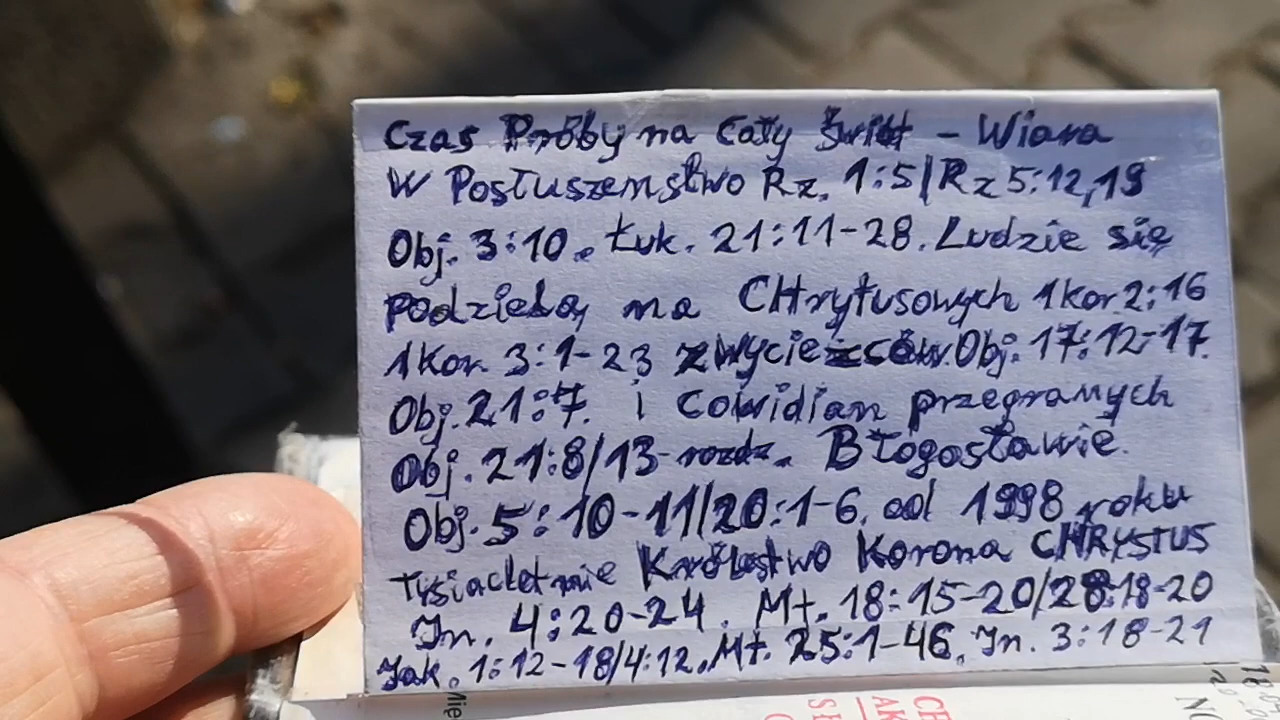 Czas Próby na Cały Świat - Wiara
W Posłuszeństwo Rz. 1:5/Rz 5:12,19
Obj. 3:10. Łuk. 21:11-28. Ludzie się
Podzielą na CHrytusowych 1Kor. 2:16
1Kor. 3:1-23 zwyciezców. Obj. 17:12-17.
Obj. 21:7. i Cowidian przegranych
Obj. 21:8/13 rozdz. Błogosławie.
Obj. 5:10-11/20:1-6. od 1998 roku
Tysiacletnie Królestwo Korona CHRYSTUS
Jn. 4:20-24. Mt. 18:15-20/28:18-20
Jak. 1:12-18/4:12. Mt. 25:1-46. Jn. 3:18-21